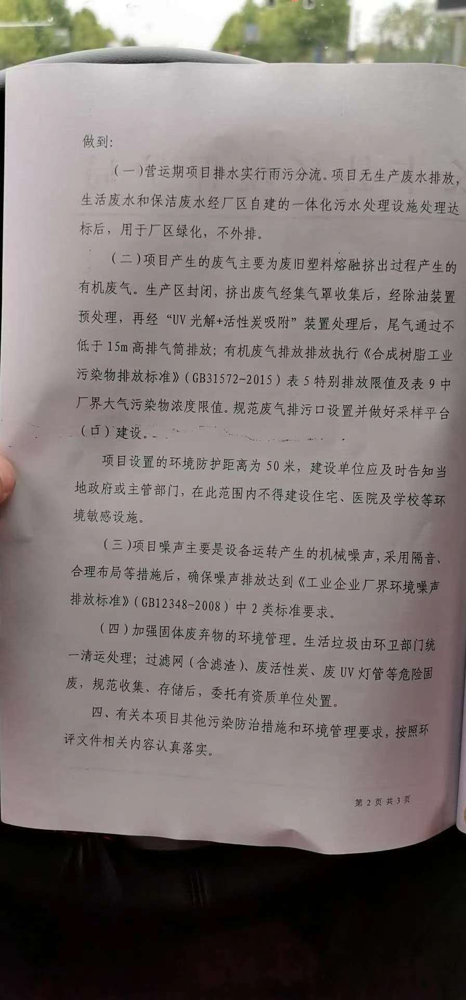 做到：
（一）营运期项目排水实行雨污分流。项目无生产废水排放，
生活废水和保洁废水经厂区自建的一体化污水处理设施处理达
标后，用于厂区绿化，不外排。
（二）项目产生的废气主要为废旧塑料熔融挤出过程产生的
有机废气。生产区封闭，挤出废气经集气罩收集后，经除油装置
预处理，再经“UV 光解+活性炭吸附”装置处理后，尾气通过不
低于 15m 高排气筒排放；有机废气排放排放执行《合成树脂工业
污染物排放标准》（GB31572-2015）表 5 特别排放限值及表 9 中
厂界大气污染物浓度限值。规范废气排污口设置并做好采样平台
（口）建设。
项目设置的环境防护距离为 50 米，建设单位应及时告知当
地政府或主管部门，在此范围内不得建设住宅、医院及学校等环
境敏感设施。
（三）项目噪声主要是设备运转产生的机械噪声，采用隔音、
合理布局等措施后，确保噪声排放达到《工业企业厂界环境噪声
排放标准》（GB12348-2008）中 2 类标准要求。
（四）加强固体废弃物的环境管理。生活垃圾由环卫部门统
一清运处理；过滤网（含滤渣）、废活性炭、废 UV 灯管等危险固
废，规范收集、存储后，委托有资质单位处置。
四、有关本项目其他污染防治措施和环境管理要求，按照环
评文件相关内容认真落实。
第 2 页 共 3 页